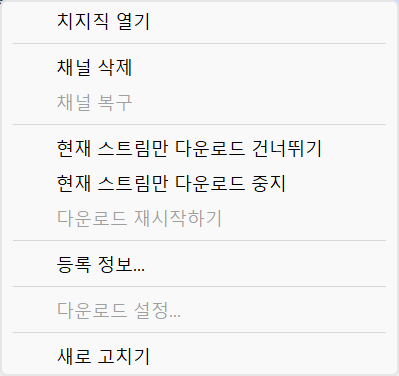 치지직 열기
채널 삭제
채널 복구
현재 스트림만 다운로드 건너뛰기
현재 스트림만 다운로드 중지
다운로드 재시작하기
등록 정보...
다운로드 설정...
새로 고치기